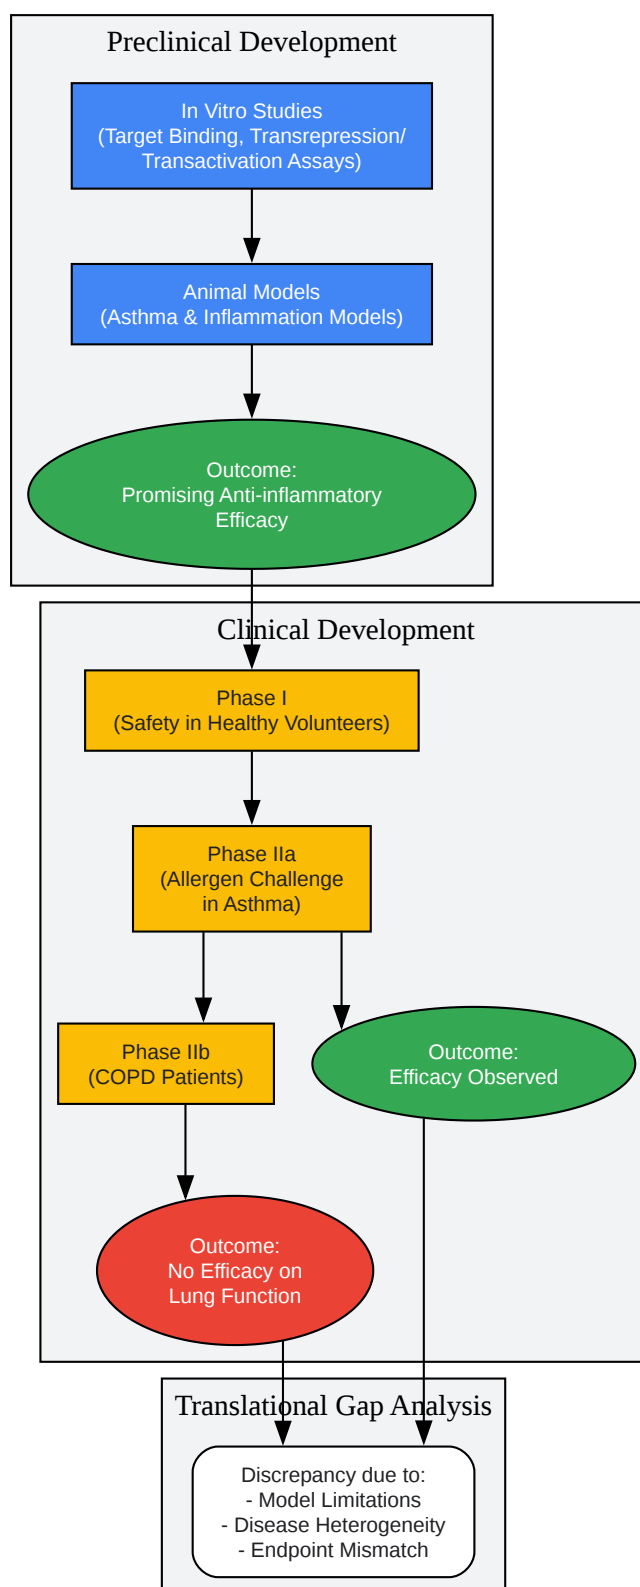 Preclinical Development
In Vitro Studies
(Target Binding, Transrepression/
Transactivation Assays)
Animal Models
(Asthma & Inflammation Models)
Outcome:
Promising Anti-inflammatory
Efficacy
Clinical Development
Phase I
(Safety in Healthy Volunteers)
Phase IIa
(Allergen Challenge
in Asthma)
Phase IIb
(COPD Patients)
Outcome:
Efficacy Observed
Outcome:
No Efficacy on
Lung Function
Translational Gap Analysis
Discrepancy due to:
- Model Limitations
- Disease Heterogeneity
- Endpoint Mismatch